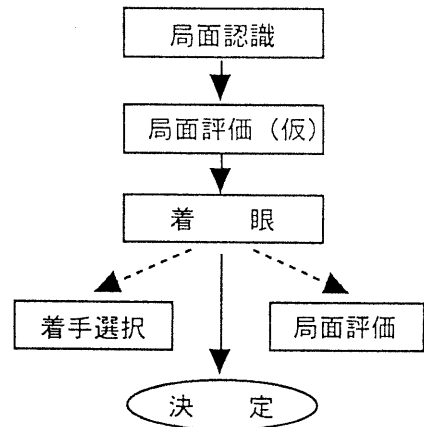 局面認識
局面評価（仮）
着　眼
着手選択
局面評価
決　定